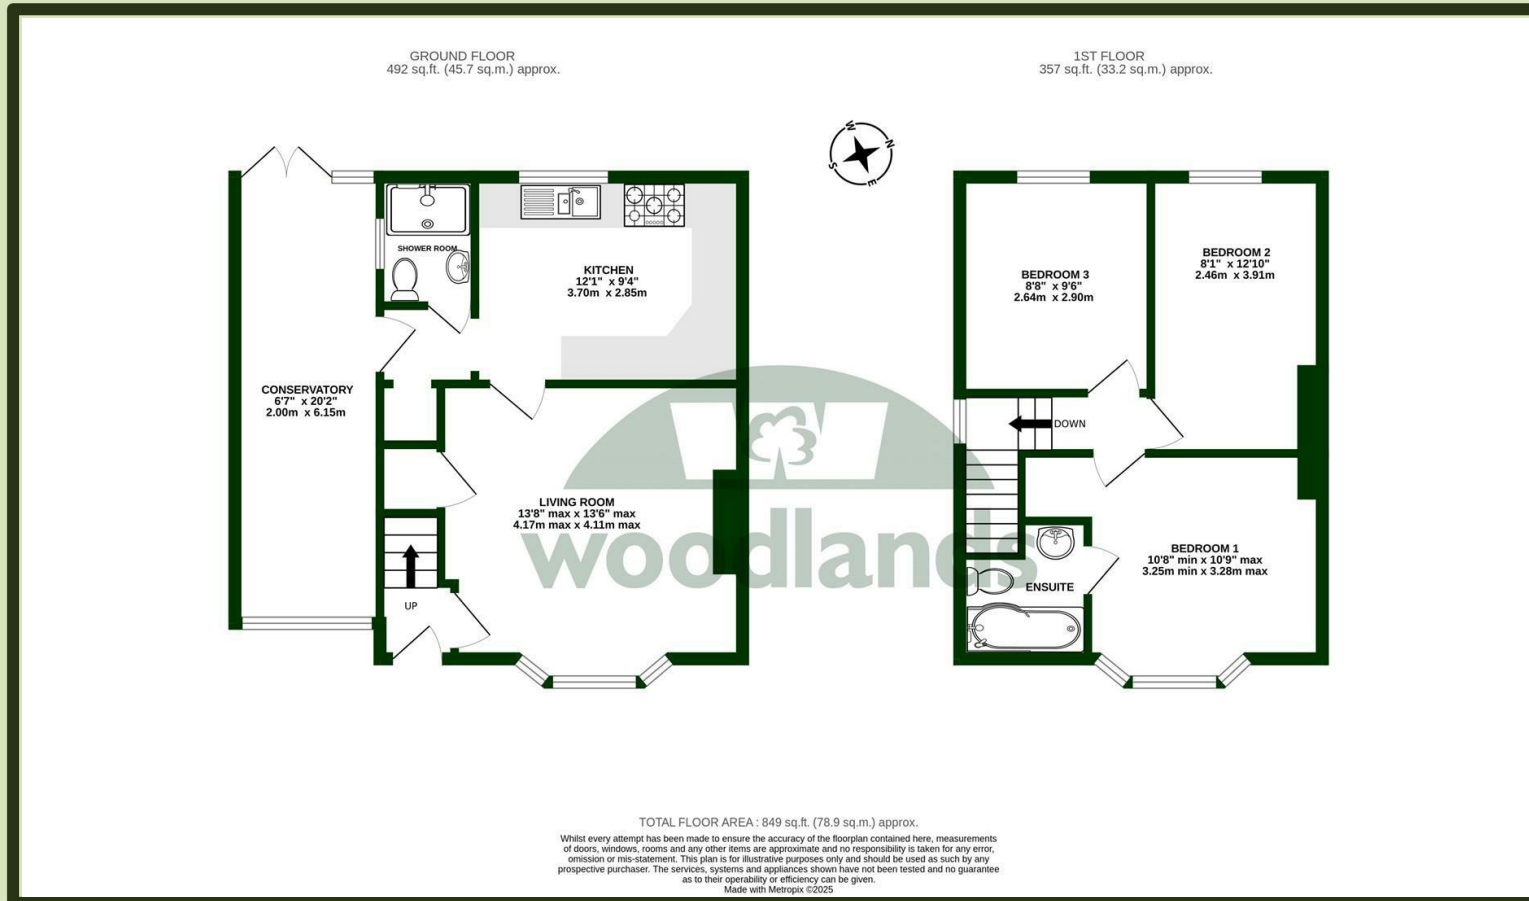 GROUND FLOOR
492 sq.ft. (45.7 sq.m.) approx.
1ST FLOOR
357 sq.ft. (33.2 sq.m.) approx.
W
N
S
E
SHOWER ROOM
KITCHEN
12'1" x 9'4"
3.70m x 2.85m
CONSERVATORY
6'7" x 20'2"
2.00m x 6.15m
LIVING ROOM
13'8" max x 13'6" max
4.17m max x 4.11m max
UP
BEDROOM 3
8'8" x 9'6"
2.64m x 2.90m
BEDROOM 2
8'1" x 12'10"
2.46m x 3.91m
DOWN
BEDROOM 1
10'8" min x 10'9" max
3.25m min x 3.28m max
ENSUITE
woodlands
TOTAL FLOOR AREA : 849 sq.ft. (78.9 sq.m.) approx.
Whilst every attempt has been made to ensure the accuracy of the floorplan contained here, measurements
of doors, windows, rooms and any other items are approximate and no responsibility is taken for any error,
omission or mis-statement. This plan is for illustrative purposes only and should be used as such by any
prospective purchaser. The services, systems and appliances shown have not been tested and no guarantee
as to their operability or efficiency can be given.
Made with Metropix ©2025